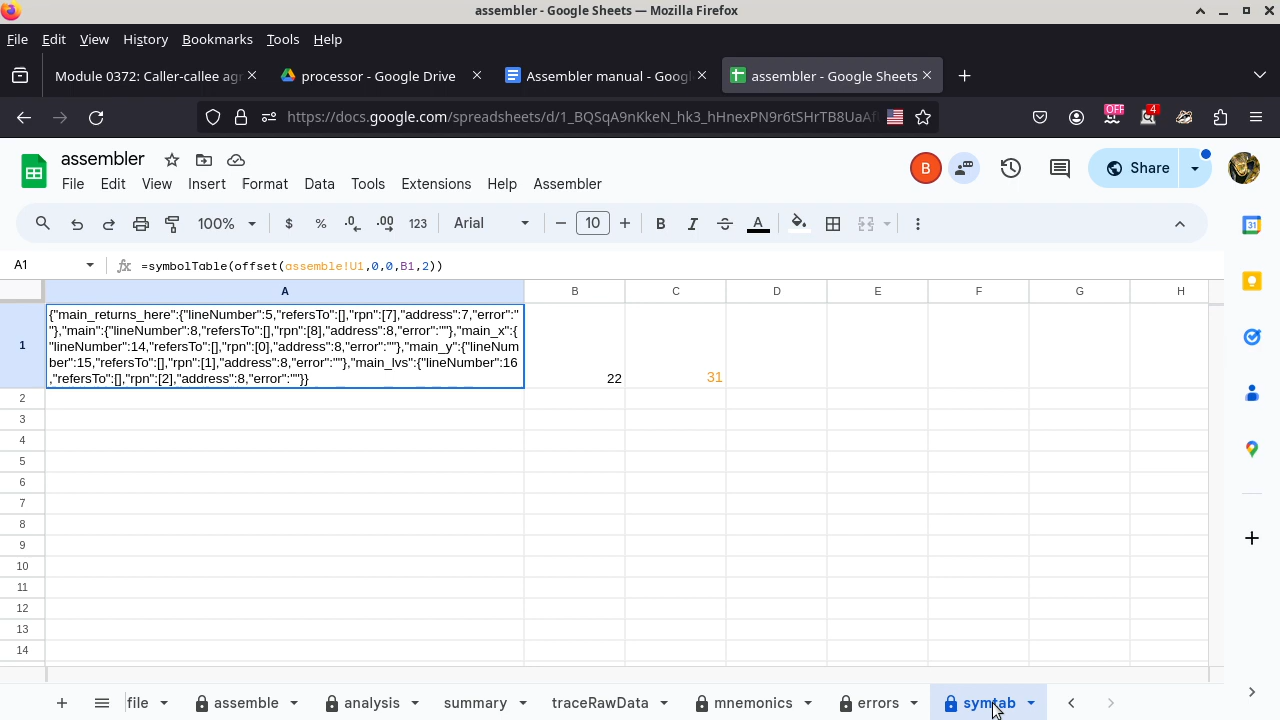 assembler - Google Sheets — Mozilla Firefox
File Edit View History Bookmarks Tools Help
Module 0372: Caller-callee agr
processor - Google Drive
Assembler manual - Googl
assembler - Google Sheets
https://docs.google.com/spreadsheets/d/1_BQSqA9nKkeN_hk3_hHnexPN9r6tSHrTB8UaAf
OFF
4
assembler
File Edit View Insert Format Data Tools Extensions Help Assembler
B
Share
100% $ % .0 .00 123 Arial 10 B I A
31
A1
=symbolTable(offset(assemble!U1,0,0,B1,2))
A B C D E F G H
1
{"main_returns_here":{"lineNumber":5,"refersTo":[],"rpn":[7],"address":7,"error":"
"},"main":{"lineNumber":8,"refersTo":[],"rpn":[8],"address":8,"error":""},"main_x":{
"lineNumber":14,"refersTo":[],"rpn":[0],"address":8,"error":""},"main_y":{"lineNum
ber":15,"refersTo":[],"rpn":[1],"address":8,"error":""},"main_lvs":{"lineNumber":16
,"refersTo":[],"rpn":[2],"address":8,"error":""}}
22
31
2
3
4
5
6
7
8
9
10
11
12
13
14
file assemble analysis summary traceRawData mnemonics errors symtab